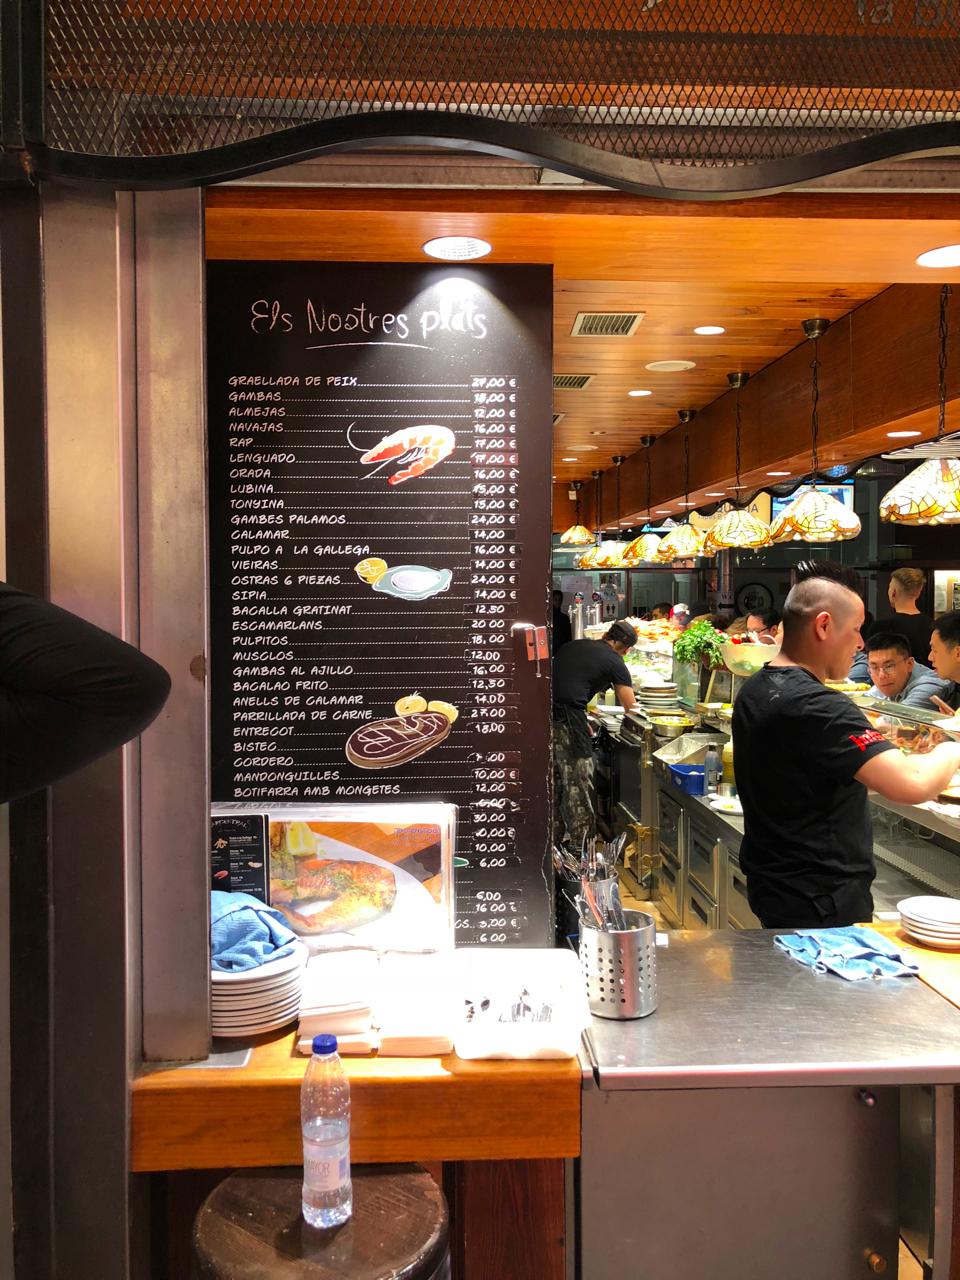 Els Nostres plats
GRAELLADA DE PEIX 27,00 €
GAMBAS 18,00 €
ALMEJAS 12,00 €
NAVAJAS 16,00 €
RAP 17,00 €
LENGUADO 17,00 €
ORADA 16,00 €
LUBINA 15,00 €
TONYINA 15,00 €
GAMBES PALAMOS 24,00 €
CALAMAR 14,00
PULPO A LA GALLEGA 16,00 €
VIEIRAS 14,00 €
OSTRAS 6 PIEZAS 24,00 €
SIPIA 14,00 €
BACALLA GRATINAT 12,50
ESCAMARLANS 20 00
PULPITOS 18,00
MUSCLOS 12,00
GAMBAS AL AJILLO 16,00
BACALAO FRITO 12,50
ANELLS DE CALAMAR 14,00
PARRILLADA DE CARNE 27,00
ENTRECOT 18,00
BISTEC
CORDERO
MANDONGUILLES 10,00 €
BOTIFARRA AMB MONGETES 12,00
30,00
10,00
6,00
6,00
16 00 €
6 00